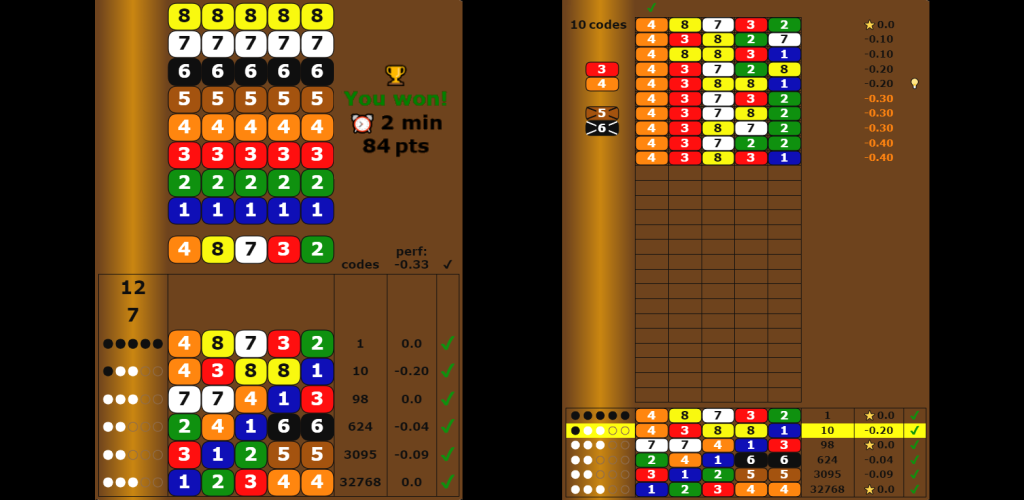 8 8 8 8 8
7 7 7 7 7
6 6 6 6 6
5 5 5 5 5
4 4 4 4 4
3 3 3 3 3
2 2 2 2 2
1 1 1 1 1
You won!
2 min
84 pts
4 8 7 3 2
codes
perf:
-0.33
✓
12
7
4 8 7 3 2 1 0.0 ✓
4 3 8 8 1 10 -0.20 ✓
7 7 4 1 3 98 0.0 ✓
2 4 1 6 6 624 -0.04 ✓
3 1 2 5 5 3095 -0.09 ✓
1 2 3 4 4 32768 0.0 ✓
✓
10 codes 4 8 7 3 2 0.0
4 3 8 2 7 -0.10
4 8 8 3 1 -0.10
3 4 3 7 2 8 -0.20
4 4 3 8 8 1 -0.20
4 3 7 3 2 -0.30
5 4 3 7 8 2 -0.30
6 4 3 8 7 2 -0.30
4 3 7 2 2 -0.40
4 3 8 3 1 -0.40
4 8 7 3 2 1 0.0 ✓
4 3 8 8 1 10 -0.20 ✓
7 7 4 1 3 98 0.0 ✓
2 4 1 6 6 624 -0.04 ✓
3 1 2 5 5 3095 -0.09 ✓
1 2 3 4 4 32768 0.0 ✓